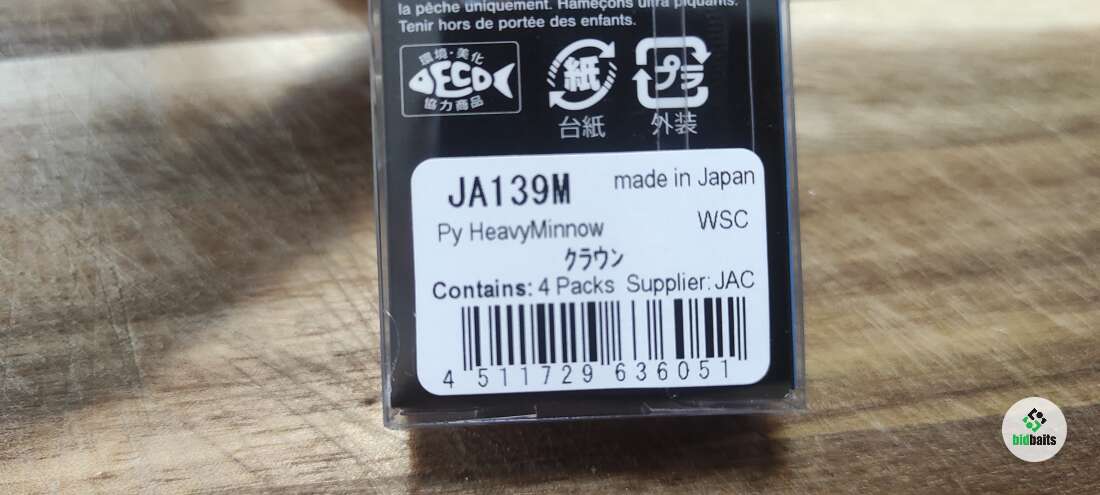 la pêche uniquement. Hameçons ultra piquants.
Tenir hors de portée des enfants.
環境・美化
ECO
協力商品
紙
台紙
プラ
外装
JA139M
made in Japan
Py HeavyMinnow
WSC
クラウン
Contains: 4 Packs Supplier: JAC
4 511729 636051
bidbaits